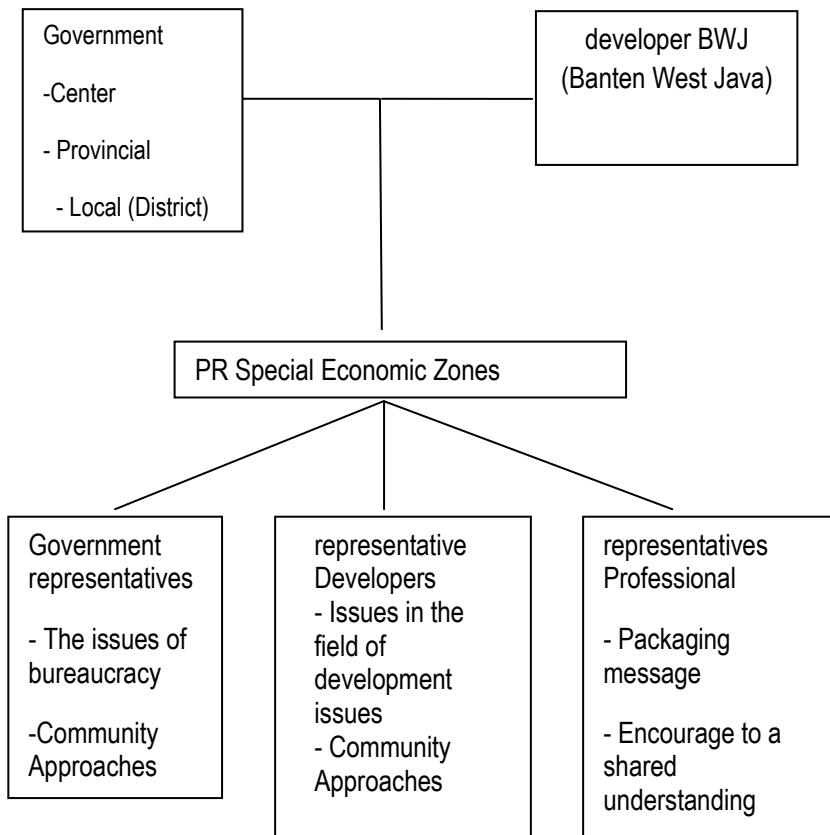 Government
-Center
- Provincial
- Local (District)
developer BWJ
(Banten West Java)
PR Special Economic Zones
Government
representatives
- The issues of
bureaucracy
-Community
Approaches
representative
Developers
- Issues in the
field of
development
issues
- Community
Approaches
representatives
Professional
- Packaging
message
- Encourage to a
shared
understanding